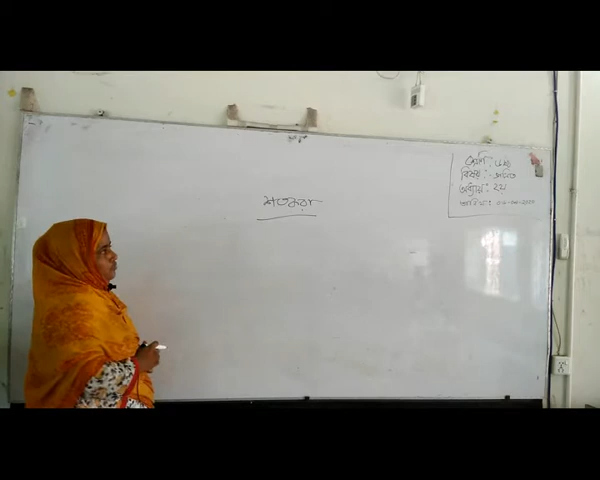 শতকরা
শ্রেণি: ৬ষ্ঠ
বিষয়: গণিত
অধ্যায়: ২য়
তারিখ: